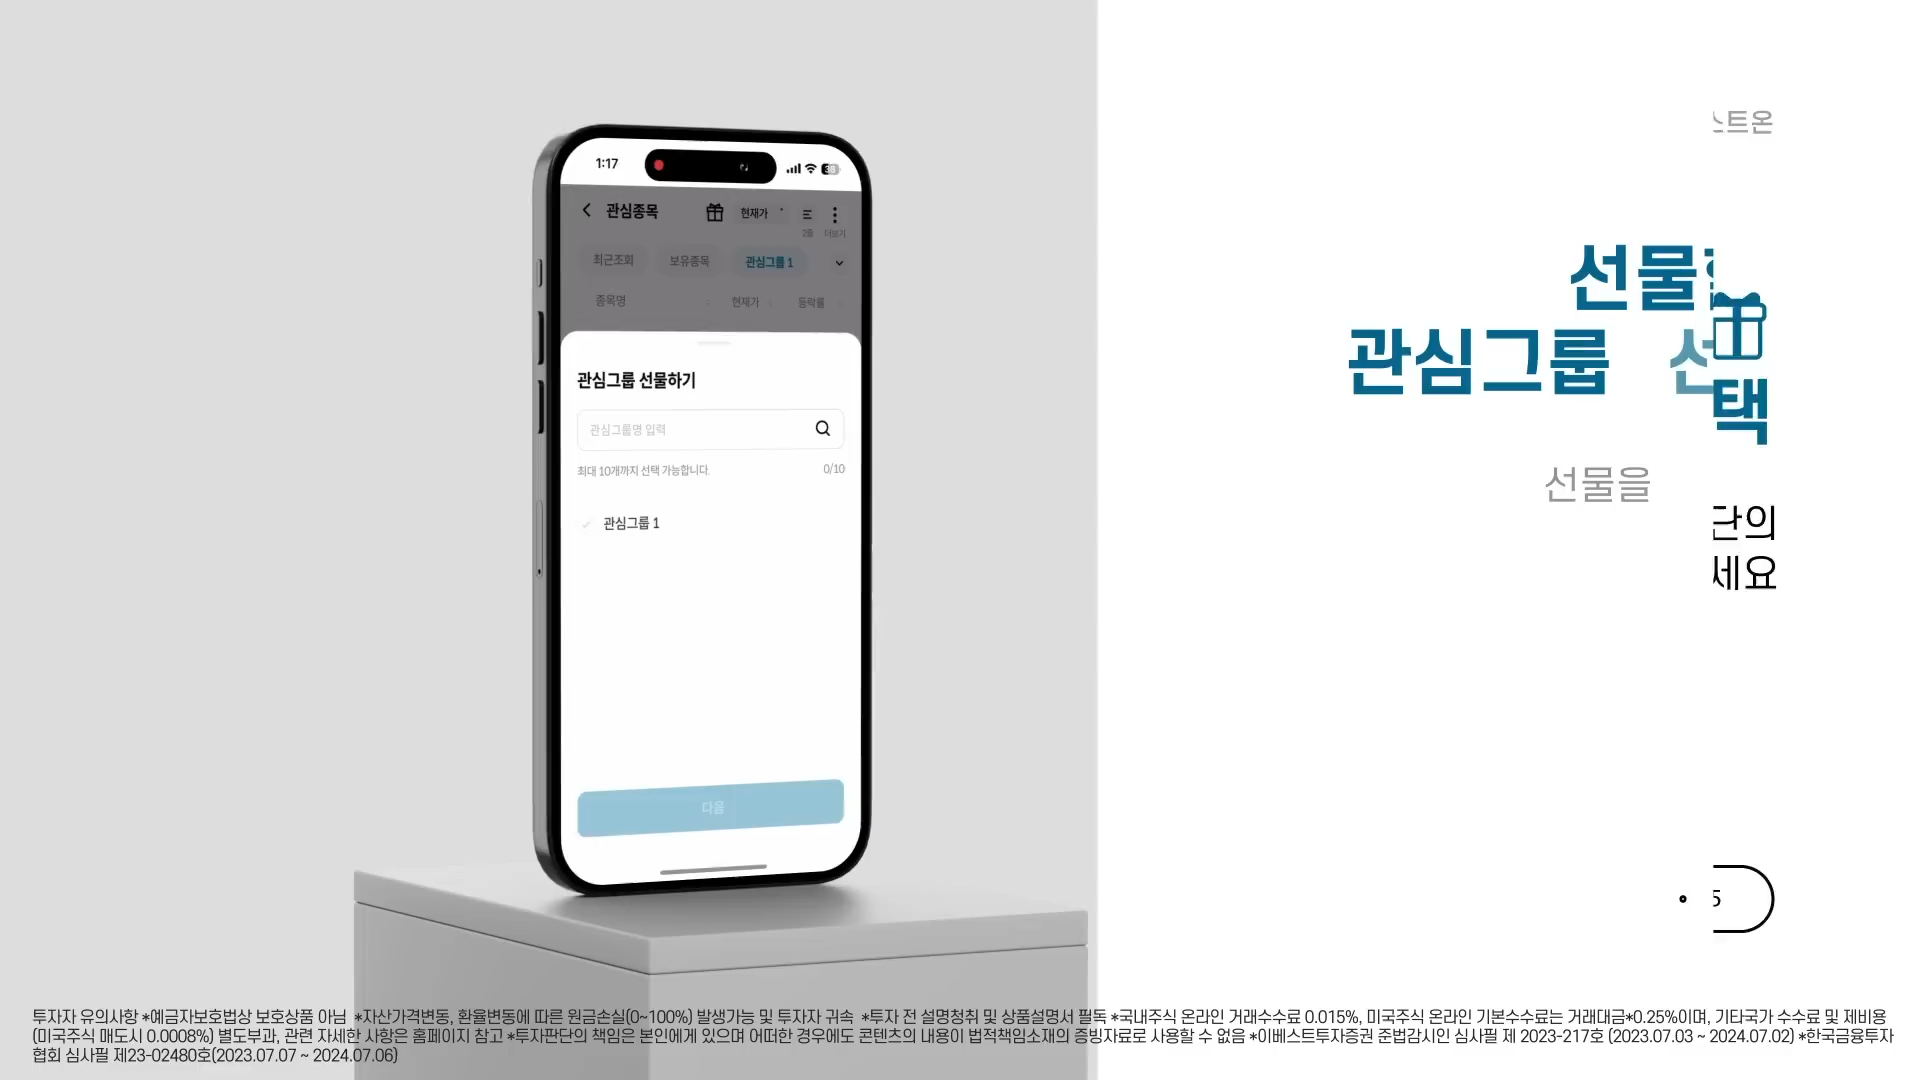 1:17
38
관심종목
현재가
2줄
더보기
최근조회
보유종목
관심그룹 1
종목명
현재가
등락률
관심그룹 선물하기
관심그룹명 입력
최대 10개까지 선택 가능합니다.
0/10
관심그룹 1
다음
트온
선물
관심그룹
택
선물을
단의
세요
5
투자자 유의사항 *예금자보호법상 보호상품 아님 *자산가격변동, 환율변동에 따른 원금손실(0~100%) 발생가능 및 투자자 귀속 *투자 전 설명청취 및 상품설명서 필독 *국내주식 온라인 거래수수료 0.015%, 미국주식 온라인 기본수수료는 거래대금*0.25%이며, 기타국가 수수료 및 제비용
(미국주식 매도시 0.0008%) 별도부과, 관련 자세한 사항은 홈페이지 참고 *투자판단의 책임은 본인에게 있으며 어떠한 경우에도 콘텐츠의 내용이 법적책임소재의 증빙자료로 사용할 수 없음 *이베스트투자증권 준법감시인 심사필 제 2023-217호 (2023.07.03 ~ 2024.07.02) *한국금융투자
협회 심사필 제23-02480호(2023.07.07 ~ 2024.07.06)